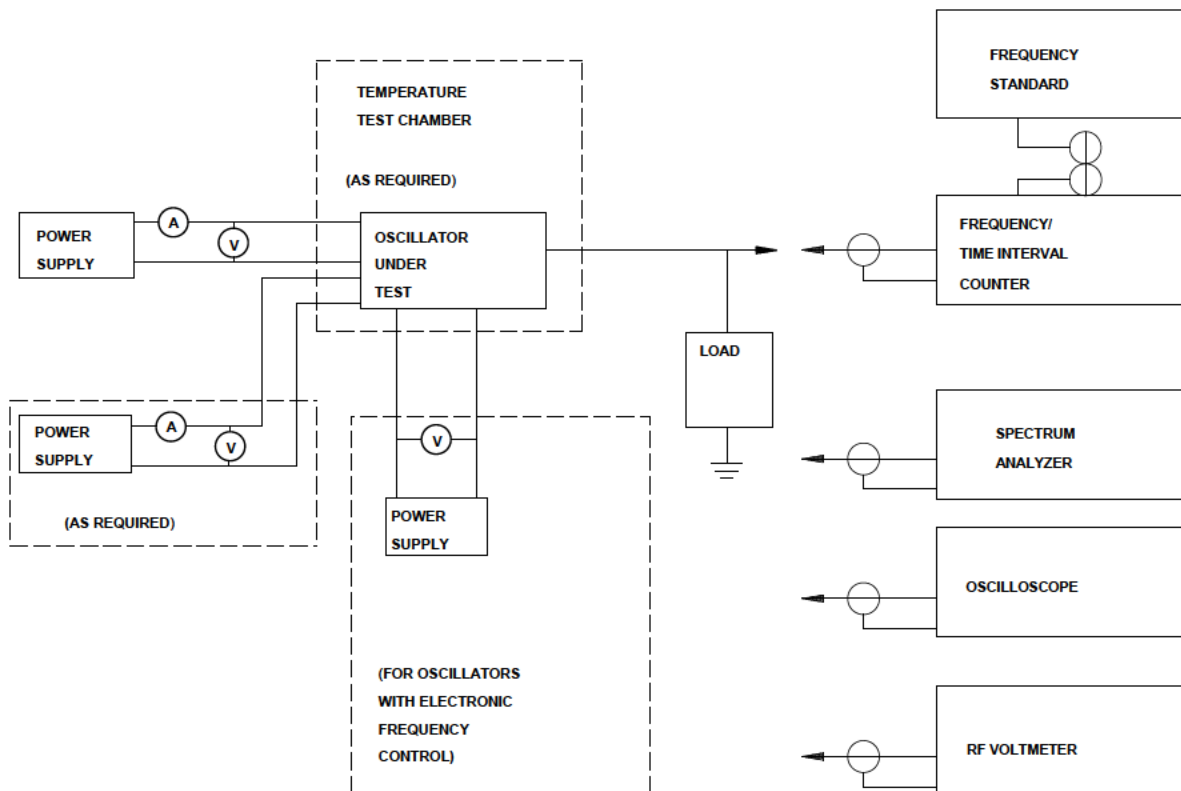 FREQUENCY
STANDARD
TEMPERATURE
TEST CHAMBER
(AS REQUIRED)
A
V
POWER
SUPPLY
OSCILLATOR
UNDER
TEST
FREQUENCY/
TIME INTERVAL
COUNTER
LOAD
A
V
POWER
SUPPLY
(AS REQUIRED)
V
POWER
SUPPLY
SPECTRUM
ANALYZER
OSCILLOSCOPE
(FOR OSCILLATORS
WITH ELECTRONIC
FREQUENCY
CONTROL)
RF VOLTMETER